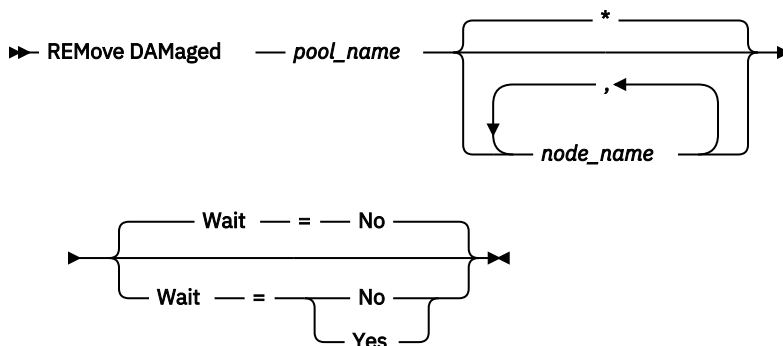 REMove DAMaged pool_name *
,
node_name
Wait = No
Wait = No
Yes